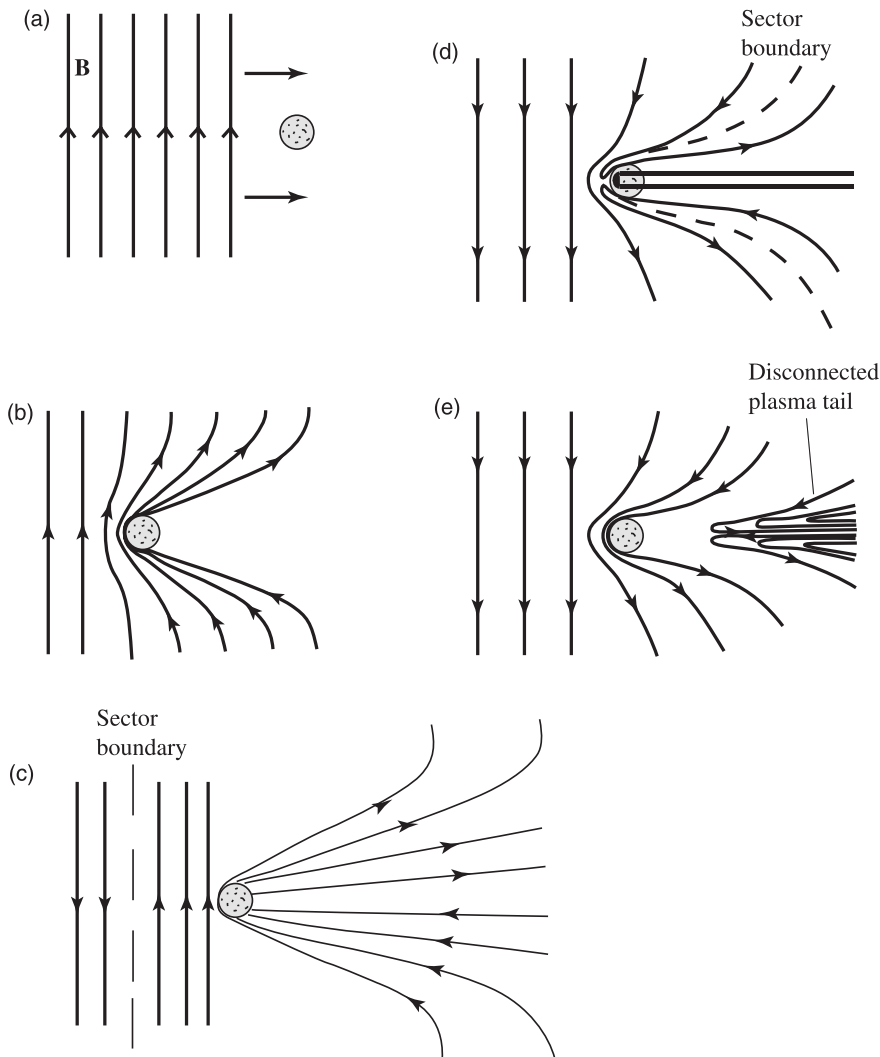 (a)
B
(d)
Sector
boundary
(b)
(e)
Disconnected
plasma tail
(c)
Sector
boundary